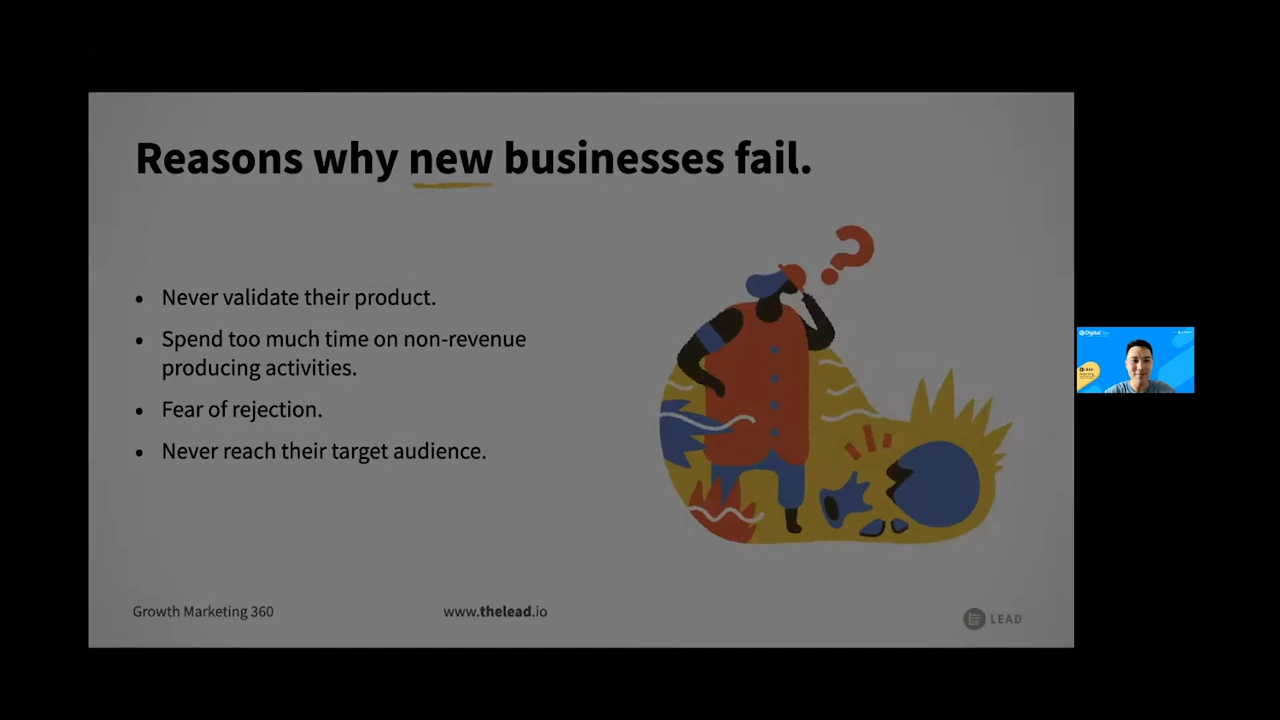 Reasons why new businesses fail.
• Never validate their product.
• Spend too much time on non-revenue
producing activities.
• Fear of rejection.
• Never reach their target audience.
Growth Marketing 360
www.thelead.io
LEAD
?